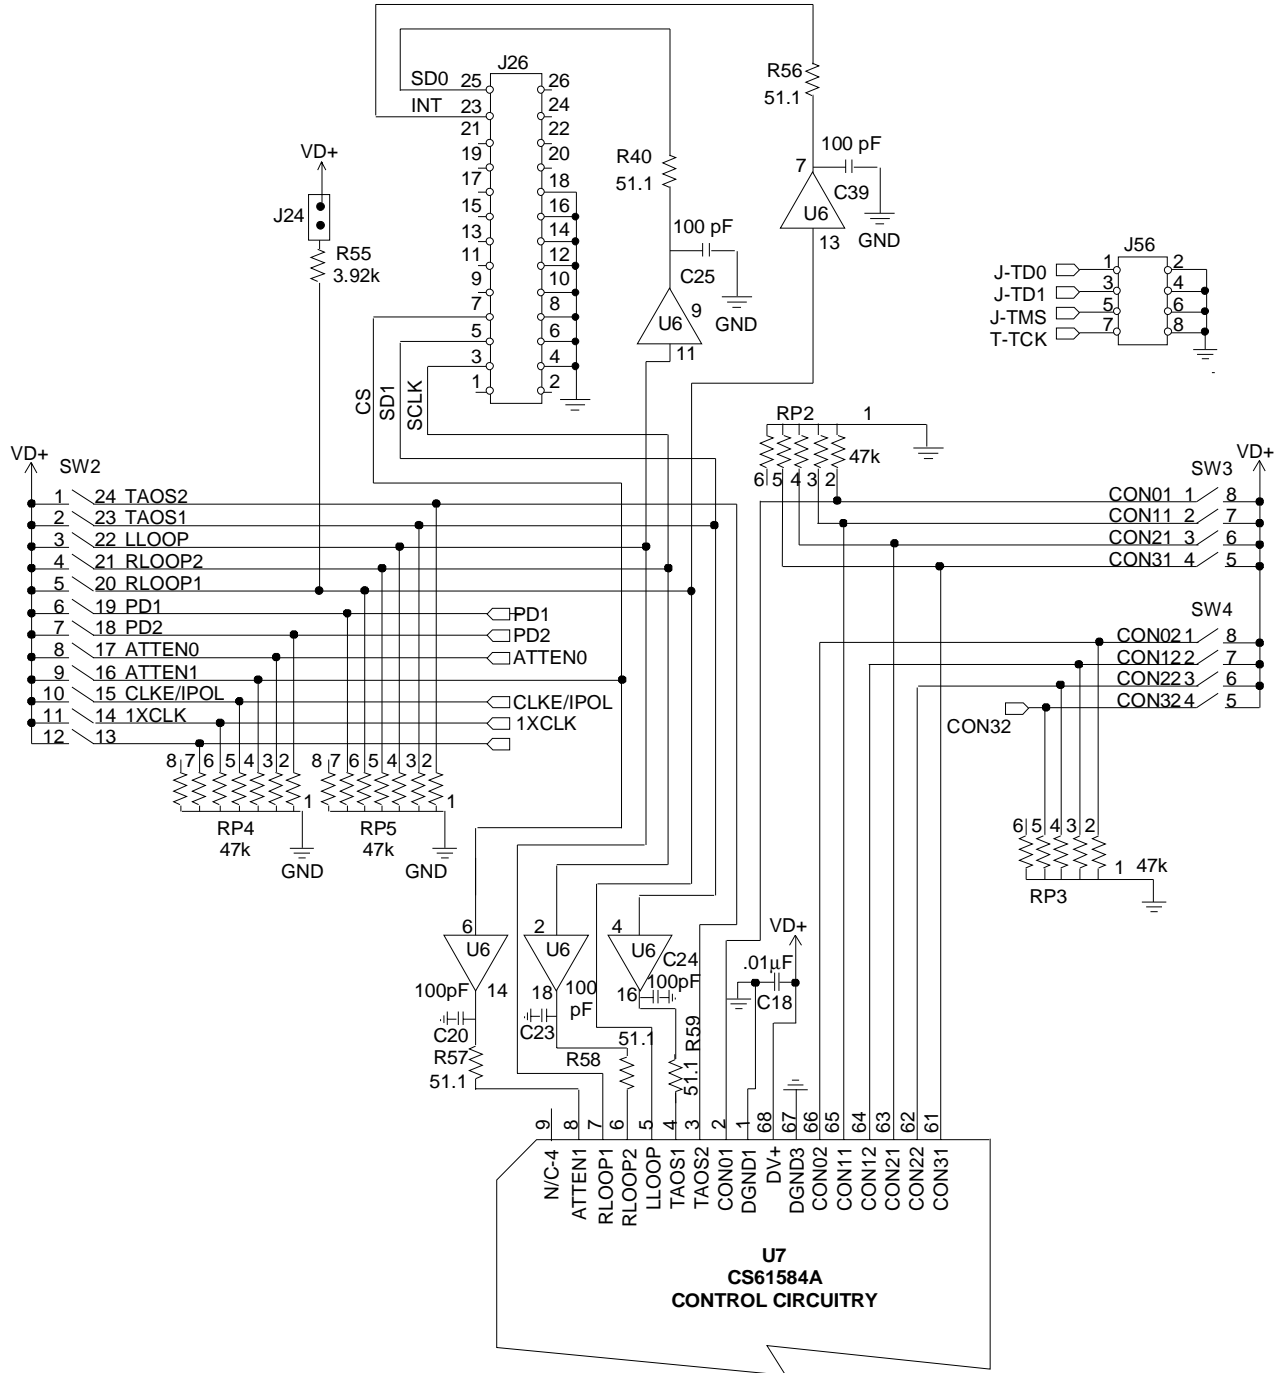 J26
SD0 25 26
INT 23 24
21 22
19 20
17 18
15 16
13 14
11 12
9 10
7 8
5 6
3 4
1 2
CS
SD1
SCLK
VD+
J24
R55
3.92k
R40
51.1
100 pF
C25
GND
U6 9
11
R56
51.1
100 pF
7
C39
U6
GND
13
J56
J-TD0 1 2
J-TD1 3 4
J-TMS 5 6
T-TCK 7 8
RP2 1
47k
6 5 4 3 2
VD+
SW2
1 24 TAOS2
2 23 TAOS1
3 22 LLOOP
4 21 RLOOP2
5 20 RLOOP1
6 19 PD1 PD1
7 18 PD2 PD2
8 17 ATTEN0 ATTEN0
9 16 ATTEN1
10 15 CLKE/IPOL CLKE/IPOL
11 14 1XCLK 1XCLK
12 13
8 7 6 5 4 3 2
1
RP4
47k
GND
8 7 6 5 4 3 2
1
RP5
47k
GND
VD+
SW3
CON01 1 8
CON11 2 7
CON21 3 6
CON31 4 5
SW4
CON02 1 8
CON12 2 7
CON22 3 6
CON32 4 5
CON32
6 5 4 3 2
1 47k
RP3
6
U6
100pF 14
C20
R57
51.1
2
U6
18 100
pF
C23
R58
51.1
4
U6
C24
16 100pF
R59
51.1
VD+
.01µF
C18
9 8 7 6 5 4 3 2 1 68 67 66 65 64 63 62 61
N/C-4
ATTEN1
RLOOP1
RLOOP2
LLOOP
TAOS1
TAOS2
CON01
DGND1
DV+
DGND3
CON02
CON11
CON12
CON21
CON22
CON31
U7
CS61584A
CONTROL CIRCUITRY